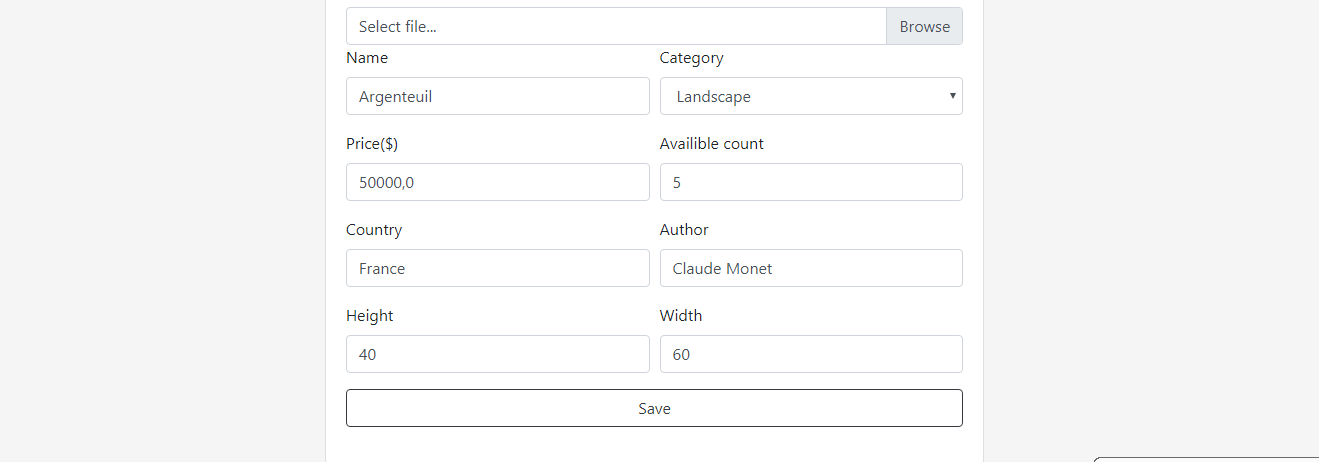 Select file... Browse
Name Category
Argenteuil Landscape
Price($) Availible count
50000,0 5
Country Author
France Claude Monet
Height Width
40 60
Save